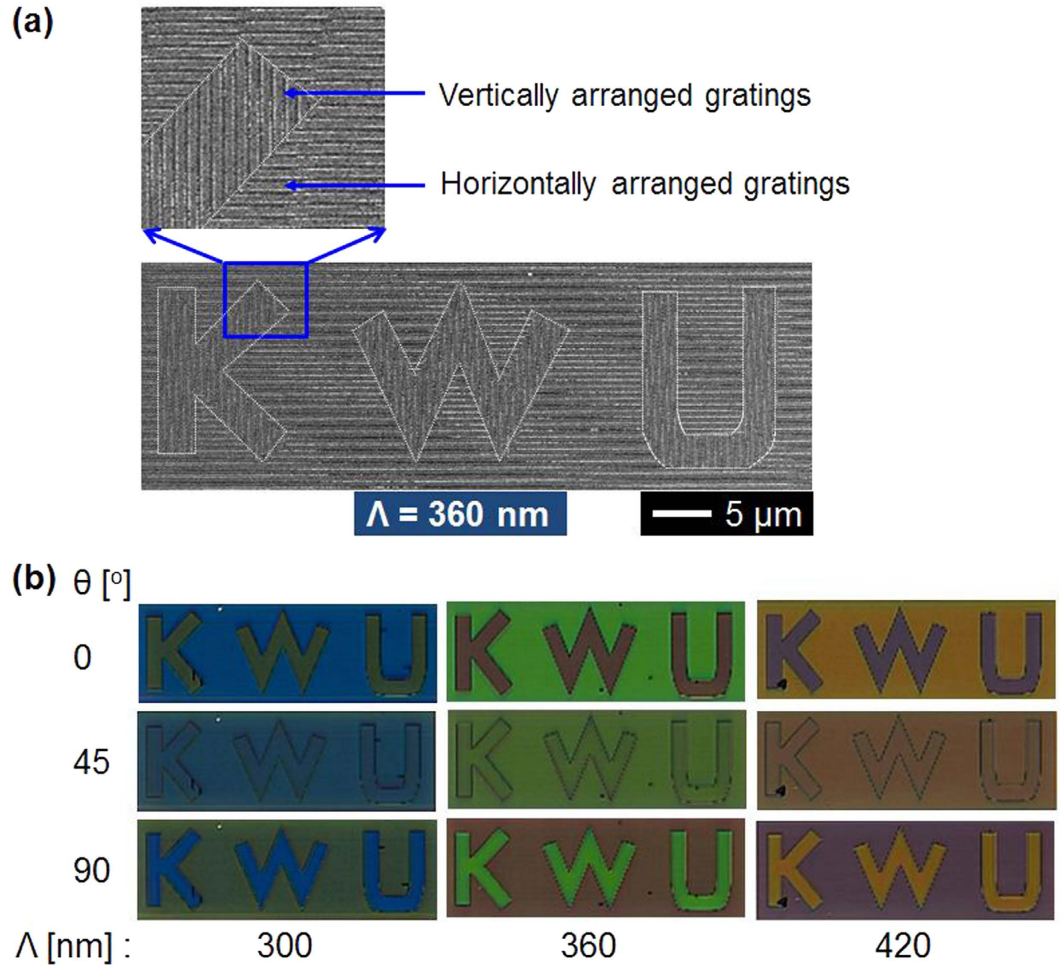 (a)
Vertically arranged gratings
Horizontally arranged gratings
K W U
Λ = 360 nm
5 μm
(b) θ [o]
0
K W U
K W U
K W U
45
K W U
K W U
K W U
90
K W U
K W U
K W U
Λ [nm] : 300 360 420